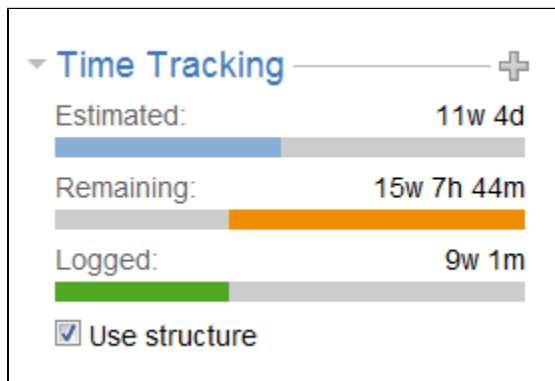 Time Tracking
Estimated: 11w 4d
Remaining: 15w 7h 44m
Logged: 9w 1m
Use structure